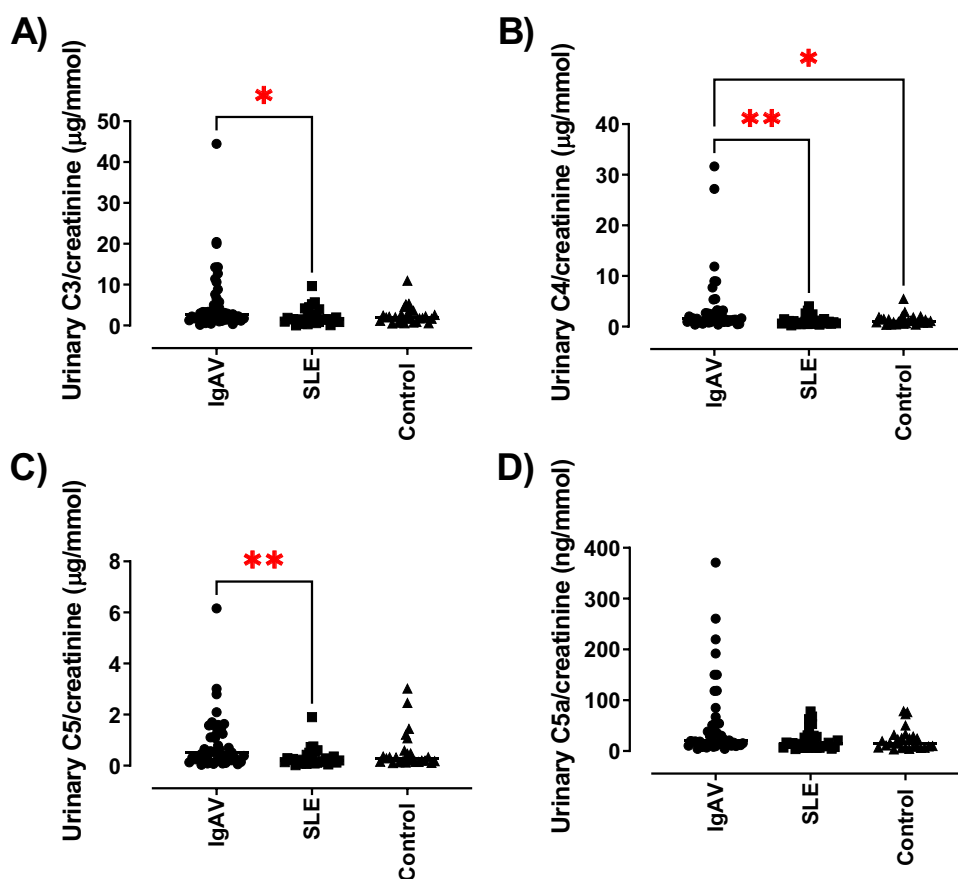 A)
Urinary C3/creatinine (μg/mmol)
50
40
30
20
10
0
*
IgAV
SLE
Control
B)
Urinary C4/creatinine (μg/mmol)
40
30
20
10
0
*
**
IgAV
SLE
Control
C)
Urinary C5/creatinine (μg/mmol)
8
6
4
2
0
**
IgAV
SLE
Control
D)
Urinary C5a/creatinine (ng/mmol)
400
300
200
100
0
IgAV
SLE
Control